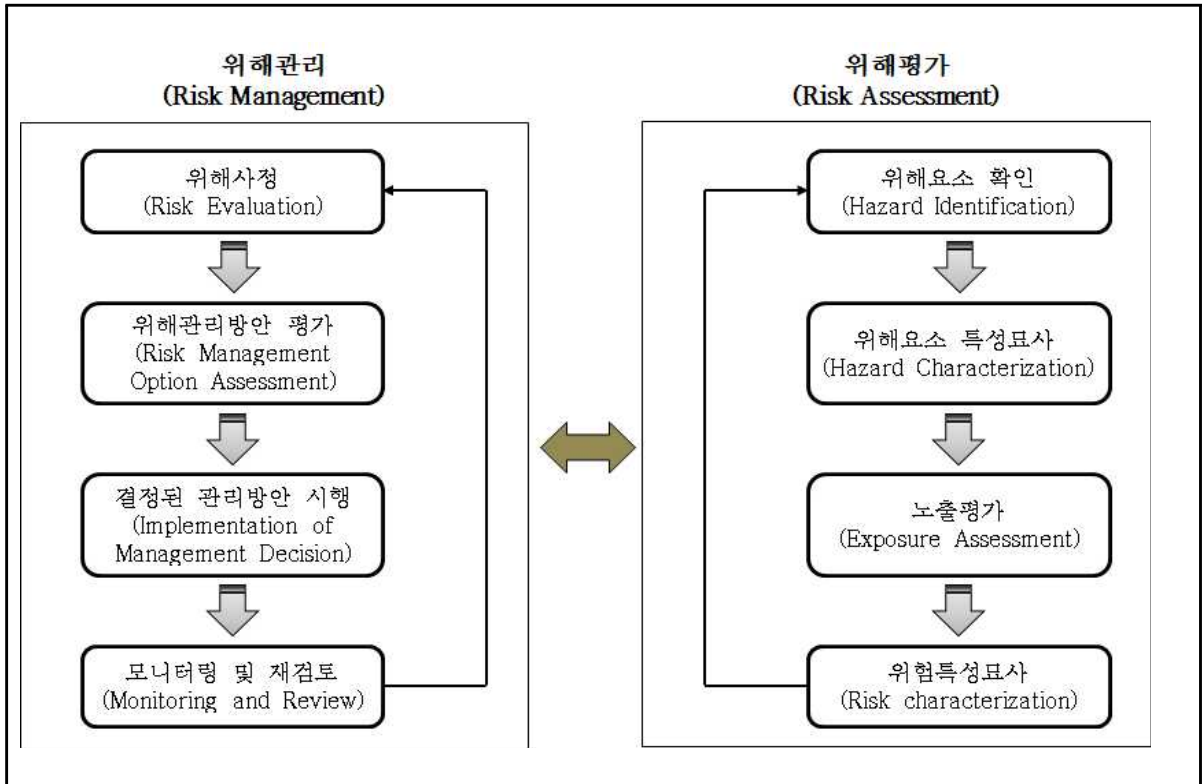 위해관리
(Risk Management)
위해사정
(Risk Evaluation)
위해관리방안 평가
(Risk Management
Option Assessment)
결정된 관리방안 시행
(Implementation of
Management Decision)
모니터링 및 재검토
(Monitoring and Review)
위해평가
(Risk Assessment)
위해요소 확인
(Hazard Identification)
위해요소 특성묘사
(Hazard Characterization)
노출평가
(Exposure Assessment)
위험특성묘사
(Risk characterization)